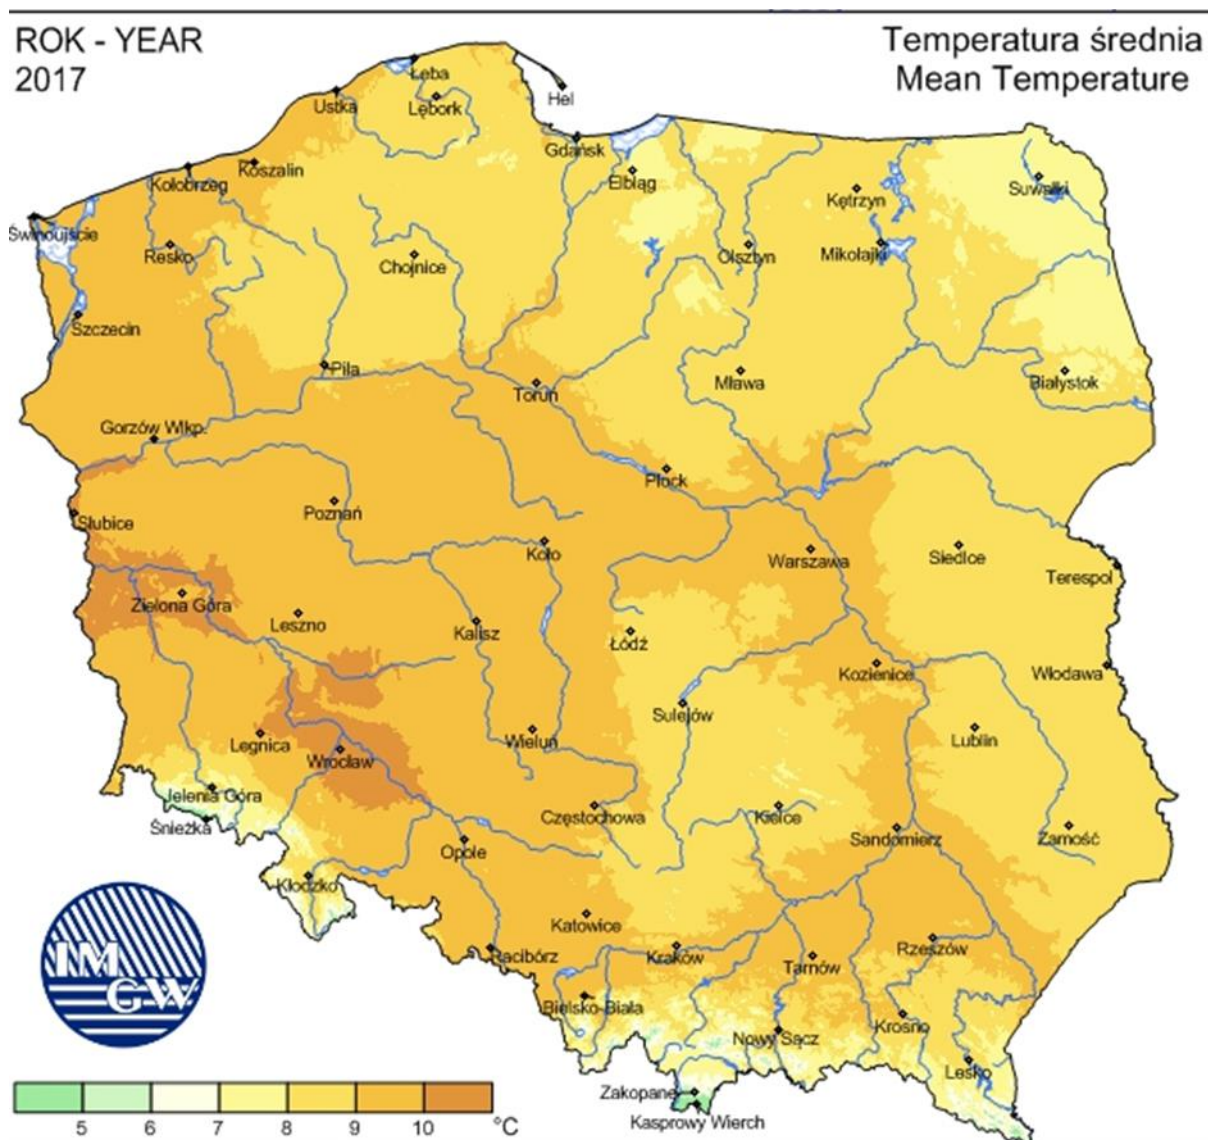 ROK - YEAR
2017
Temperatura średnia
Mean Temperature
Łeba
Hel
Ustka
Lębork
Gdańsk
Koszalin
Kołobrzeg
Elbląg
Suwałki
Kętrzyn
Świnoujście
Resko
Chojnice
Olsztyn
Mikołajki
Szczecin
Piła
Toruń
Mława
Białystok
Gorzów Wlkp.
Płock
Słubice
Poznań
Koło
Warszawa
Siedlce
Terespol
Zielona Góra
Leszno
Kalisz
Łódź
Kozienice
Włodawa
Sulejów
Legnica
Wrocław
Wieluń
Lublin
Jelenia Góra
Śnieżka
Częstochowa
Kielce
Sandomierz
Zamość
Opole
Kłodzko
Katowice
Racibórz
Kraków
Tarnów
Rzeszów
Bielsko-Biała
Nowy Sącz
Krosno
Lesko
Zakopane
Kasprowy Wierch
IM
GW
5 6 7 8 9 10 °C